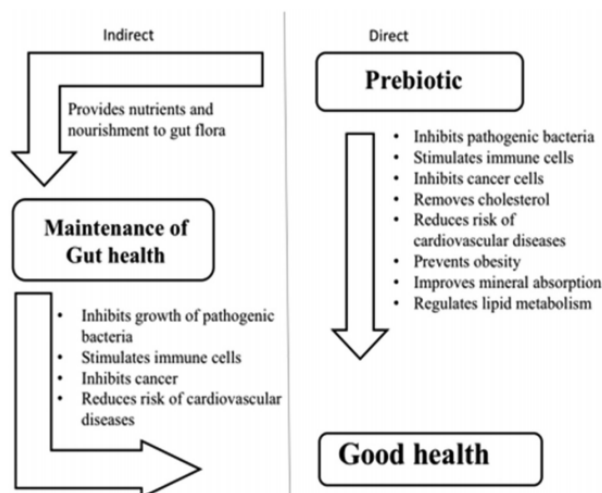 Indirect
Provides nutrients and
nourishment to gut flora
Maintenance of
Gut health
Inhibits growth of pathogenic
bacteria
Stimulates immune cells
Inhibits cancer
Reduces risk of cardiovascular
diseases
Direct
Prebiotic
Inhibits pathogenic bacteria
Stimulates immune cells
Inhibits cancer cells
Removes cholesterol
Reduces risk of
cardiovascular diseases
Prevents obesity
Improves mineral absorption
Regulates lipid metabolism
Good health